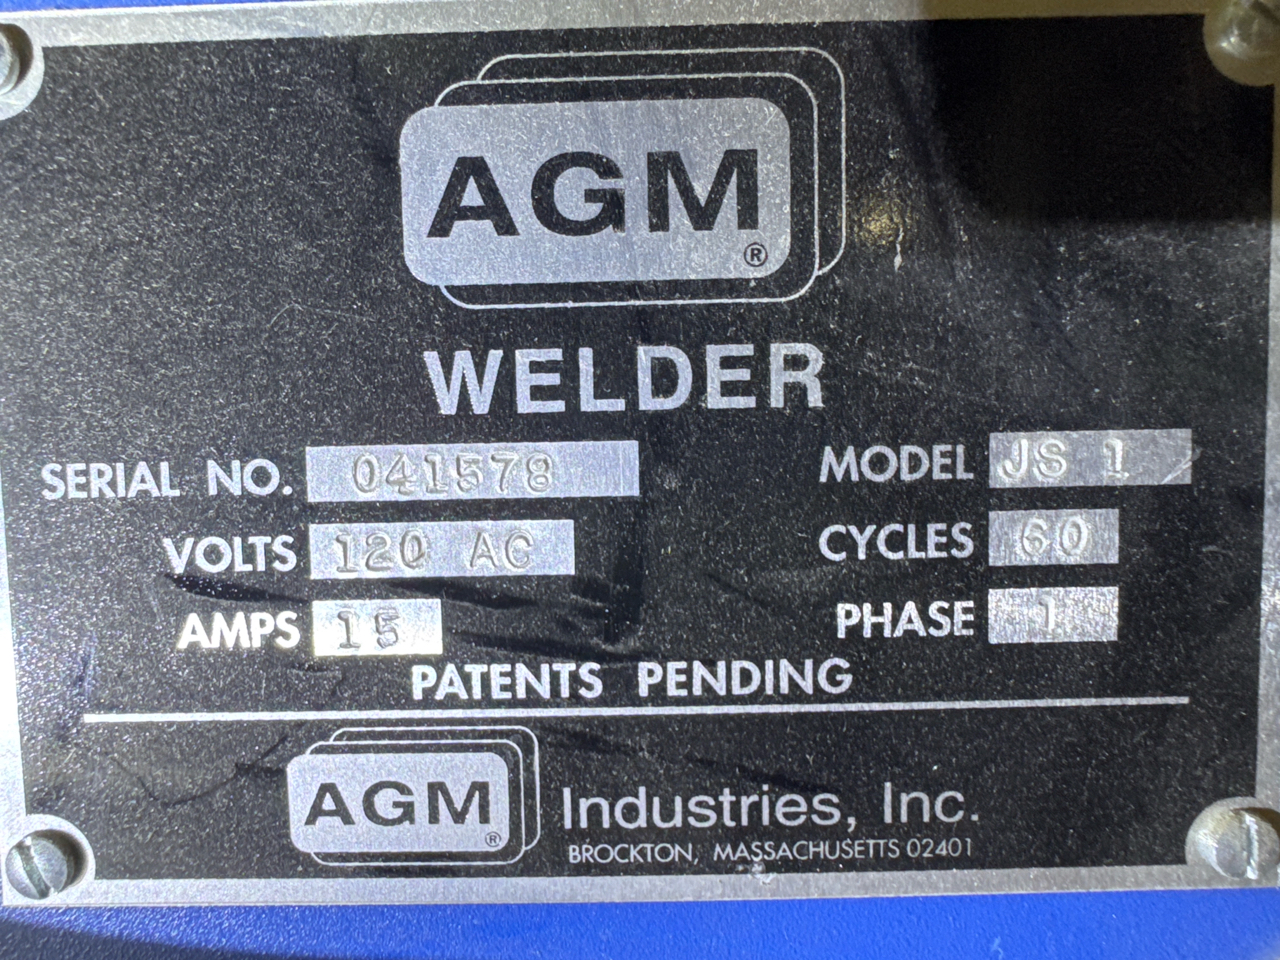 AGM®
WELDER
SERIAL NO. 041578 MODEL JS 1
VOLTS 120 AC CYCLES 60
AMPS 15 PHASE 1
PATENTS PENDING
AGM® Industries, Inc.
BROCKTON, MASSACHUSETTS 02401